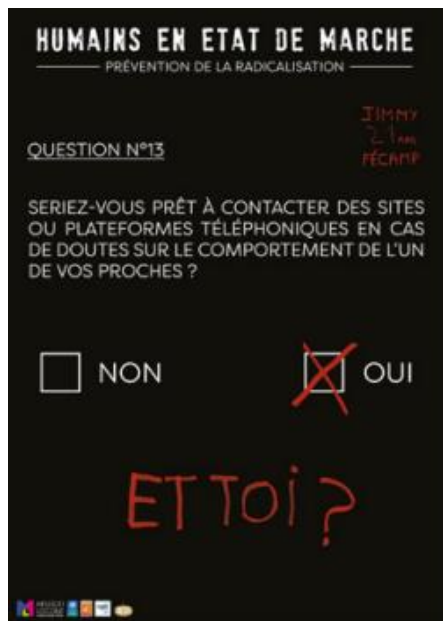 HUMAINS EN ETAT DE MARCHE
PRÉVENTION DE LA RADICALISATION
JIMMY
21 ANS
FÉCAMP
QUESTION N°13
SERIEZ-VOUS PRÊT À CONTACTER DES SITES
OU PLATEFORMES TÉLÉPHONIQUES EN CAS
DE DOUTES SUR LE COMPORTEMENT DE L'UN
DE VOS PROCHES ?
NON
OUI
ET TOI ?